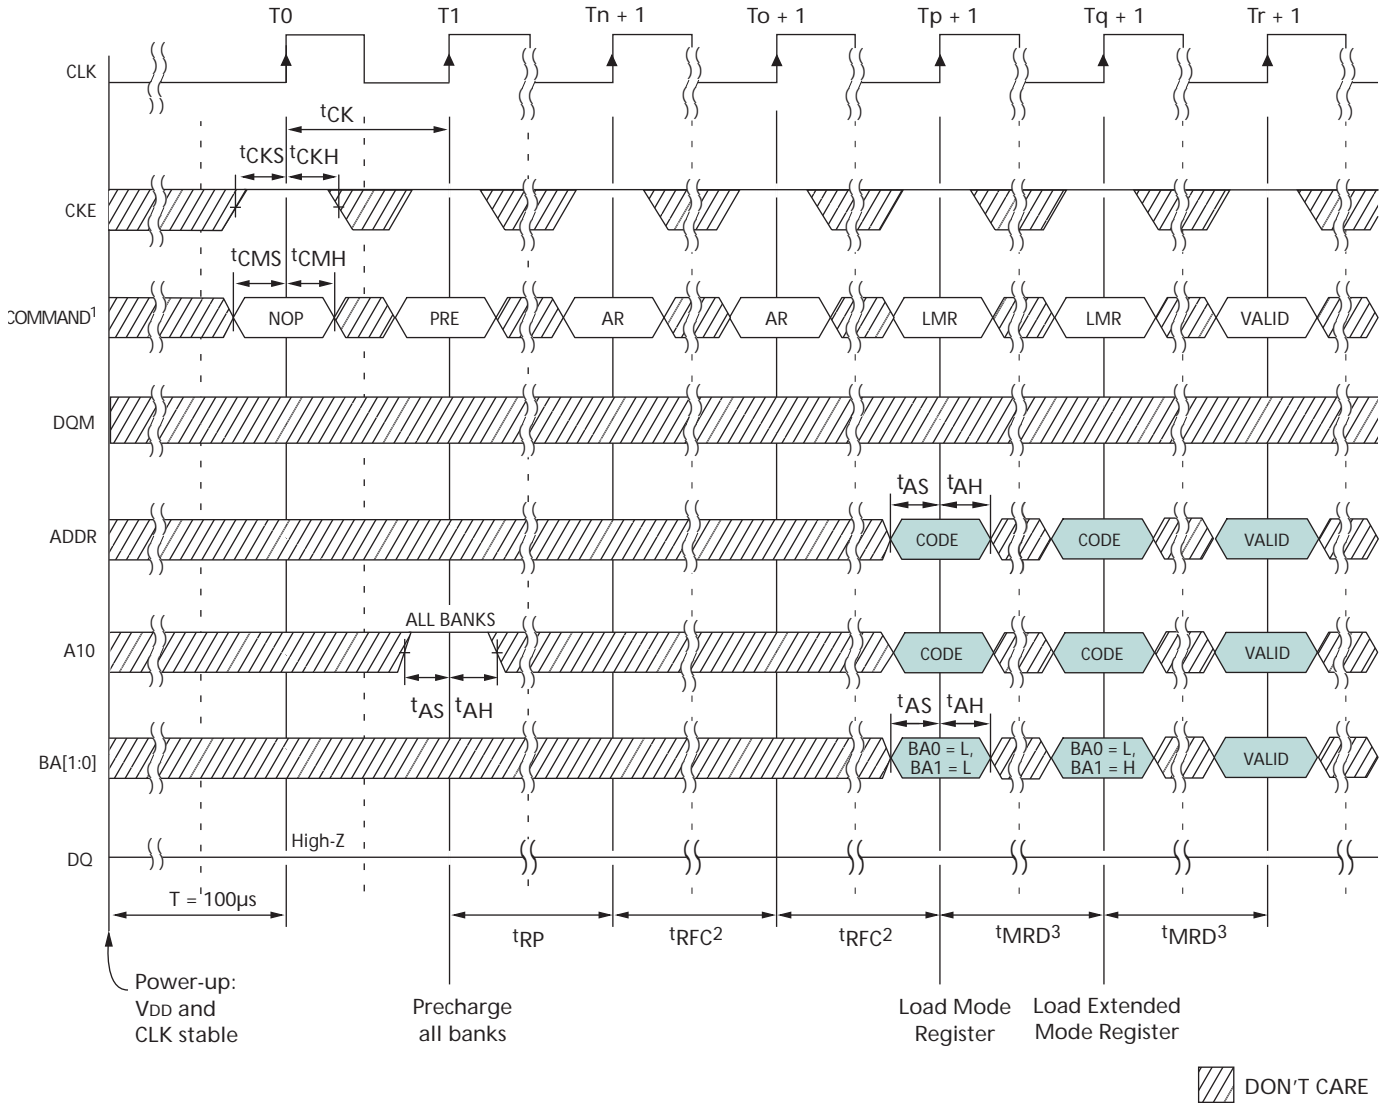 T0 T1 Tn + 1 To + 1 Tp + 1 Tq + 1 Tr + 1
CLK
tCK
tCKS tCKH
CKE
tCMS tCMH
COMMAND1 NOP PRE AR AR LMR LMR VALID
DQM
tAS tAH
ADDR CODE CODE VALID
ALL BANKS
A10 CODE CODE VALID
tAS tAH tAS tAH
BA[1:0] BA0 = L, BA1 = L BA0 = L, BA1 = H VALID
High-Z
DQ
T = 100µs
tRP tRFC2 tRFC2 tMRD3 tMRD3
Power-up:
VDD and
CLK stable
Precharge
all banks
Load Mode
Register
Load Extended
Mode Register
DON'T CARE